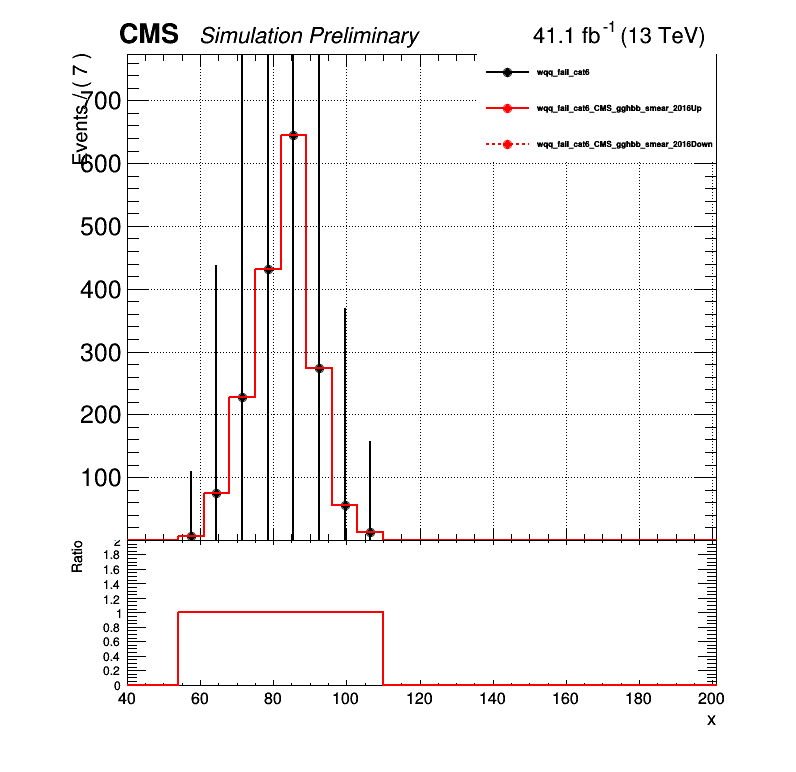 CMS Simulation Preliminary 41.1 fb-1 (13 TeV)
Events / ( 7 )
700
600
500
400
300
200
100
wqq_fail_cat6
wqq_fail_cat6_CMS_gghbb_smear_2016Up
wqq_fail_cat6_CMS_gghbb_smear_2016Down
Ratio
2
1.8
1.6
1.4
1.2
1
0.8
0.6
0.4
0.2
0
40 60 80 100 120 140 160 180 200
x